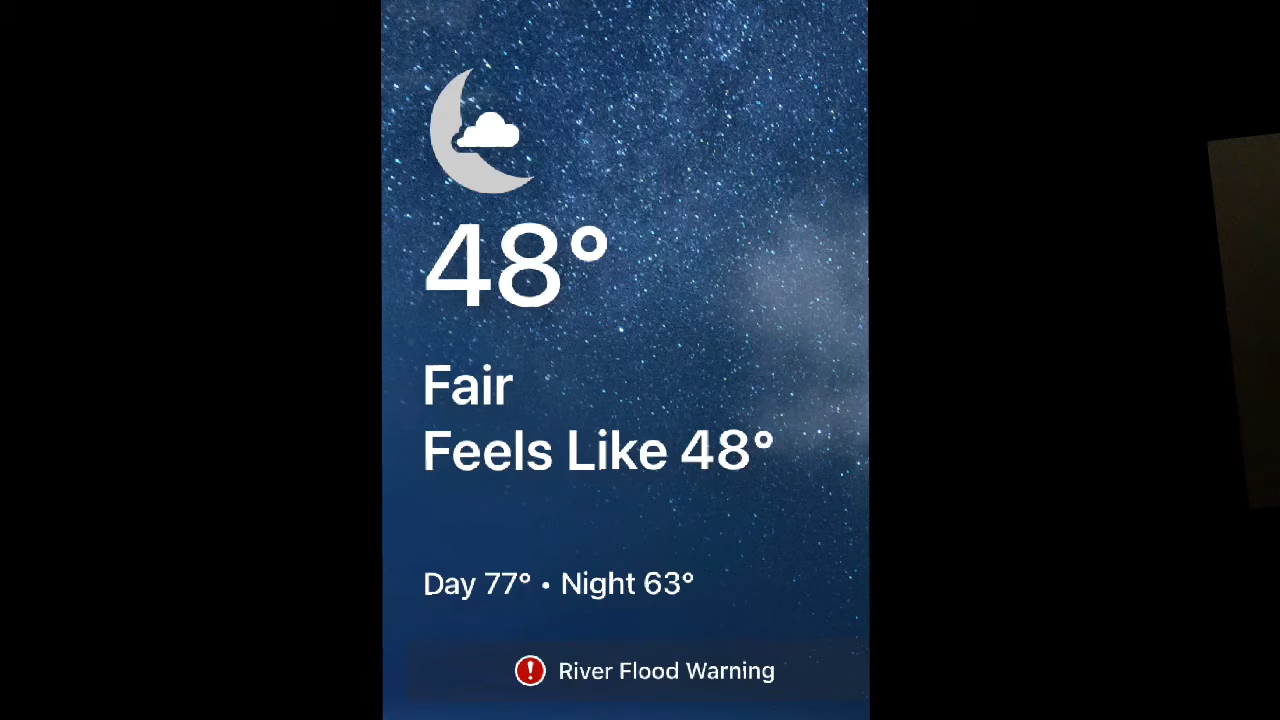 48°
Fair
Feels Like 48°
Day 77° • Night 63°
River Flood Warning